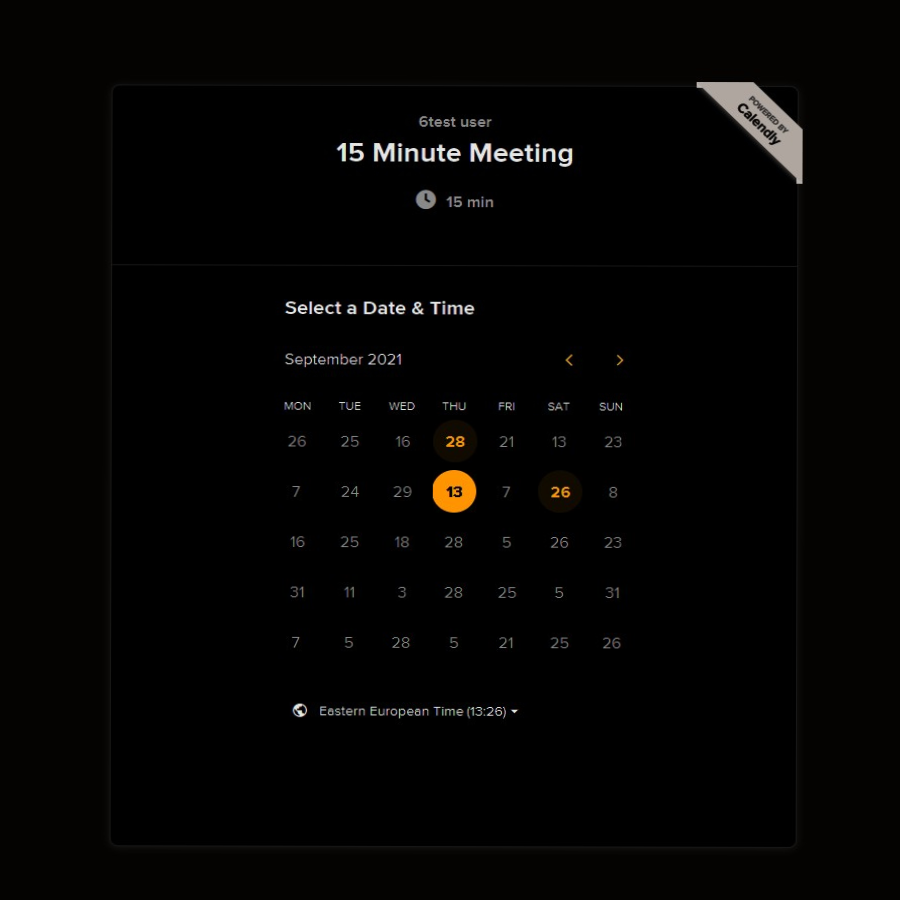 POWERED BY
Calendly
6test user
15 Minute Meeting
15 min
Select a Date & Time
September 2021
MON TUE WED THU FRI SAT SUN
26 25 16 28 21 13 23
7 24 29 13 7 26 8
16 25 18 28 5 26 23
31 11 3 28 25 5 31
7 5 28 5 21 25 26
Eastern European Time (13:26)